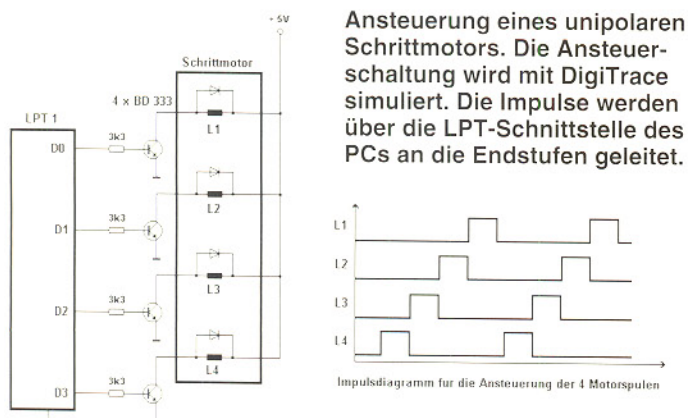 - 6V
Ansteuerung eines unipolaren
Schrittmotors. Die Ansteuer-
schaltung wird mit DigiTrace
simuliert. Die Impulse werden
über die LPT-Schnittstelle des
PCs an die Endstufen geleitet.
Schrittmotor
4 x BD 333
LPT 1
L1
3k3
D0
L2
3k3
D1
L3
3k3
D2
L4
3k3
D3
L1
L2
L3
L4
Impulsdiagramm für die Ansteuerung der 4 Motorspulen